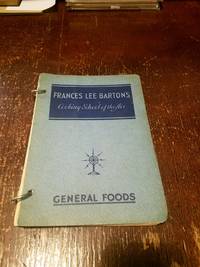 FRANCES LEE BARTON'S
Cooking School of the Air
GENERAL FOODS